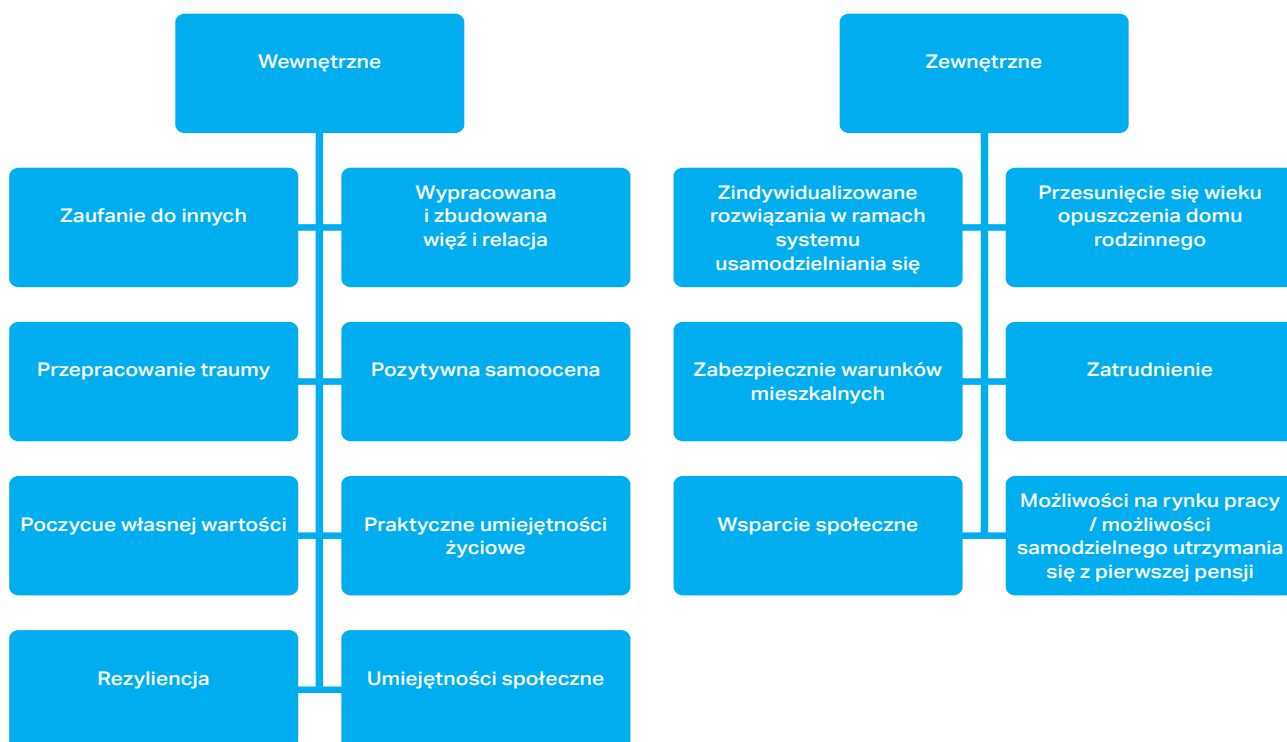 Wewnętrzne
Zaufanie do innych
Wypracowana
i zbudowana
więź i relacja
Przepracowanie traumy
Pozytywna samoocena
Poczycue własnej wartości
Praktyczne umiejętności
życiowe
Rezyliencja
Umiejętności społeczne
Zewnętrzne
Zindywidualizowane
rozwiązania w ramach
systemu
usamodzielniania się
Przesunięcie się wieku
opuszczenia domu
rodzinnego
Zabezpiecznie warunków
mieszkalnych
Zatrudnienie
Wsparcie społeczne
Możliwości na rynku pracy
/ możliwości
samodzielnego utrzymania
się z pierwszej pensji